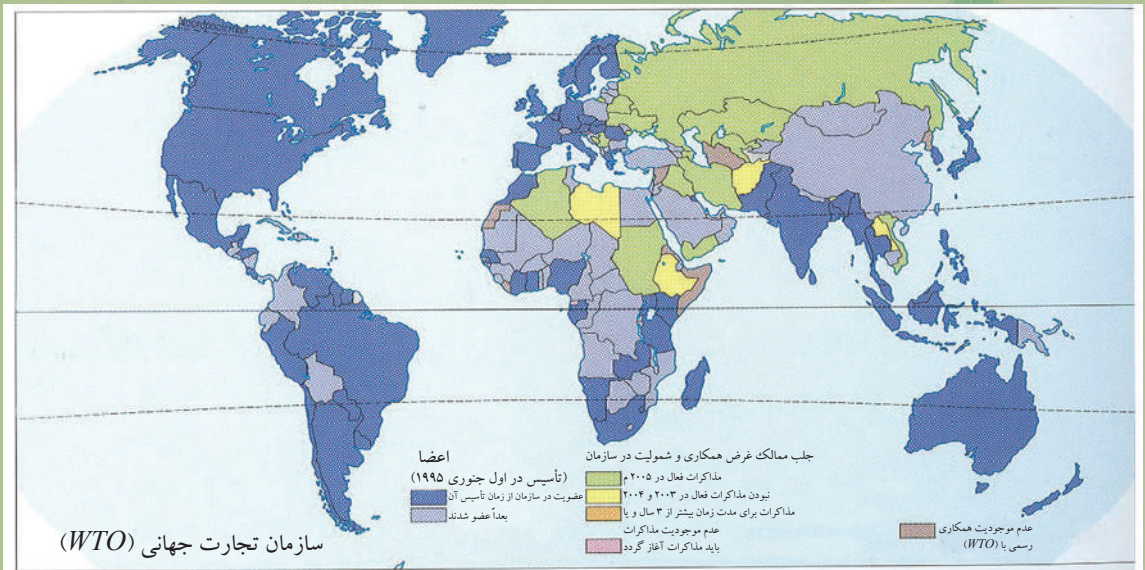 Noordpoolcirkel
اعضا
(تأسیس در اول جنوری ۱۹۹۵)
عضویت در سازمان از زمان تأسیس آن
بعداً عضو شدند
جلب ممالک غرض همکاری و شمولیت در سازمان
مذاکرات فعال در ۲۰۰۵ م
نبودن مذاکرات فعال در ۲۰۰۳ و ۲۰۰۴
مذاکرات برای مدت زمان بیشتر از ۳ سال و یا
عدم موجودیت مذاکرات
باید مذاکرات آغاز گردد
عدم موجودیت همکاری
رسمی با (WTO)
سازمان تجارت جهانی (WTO)